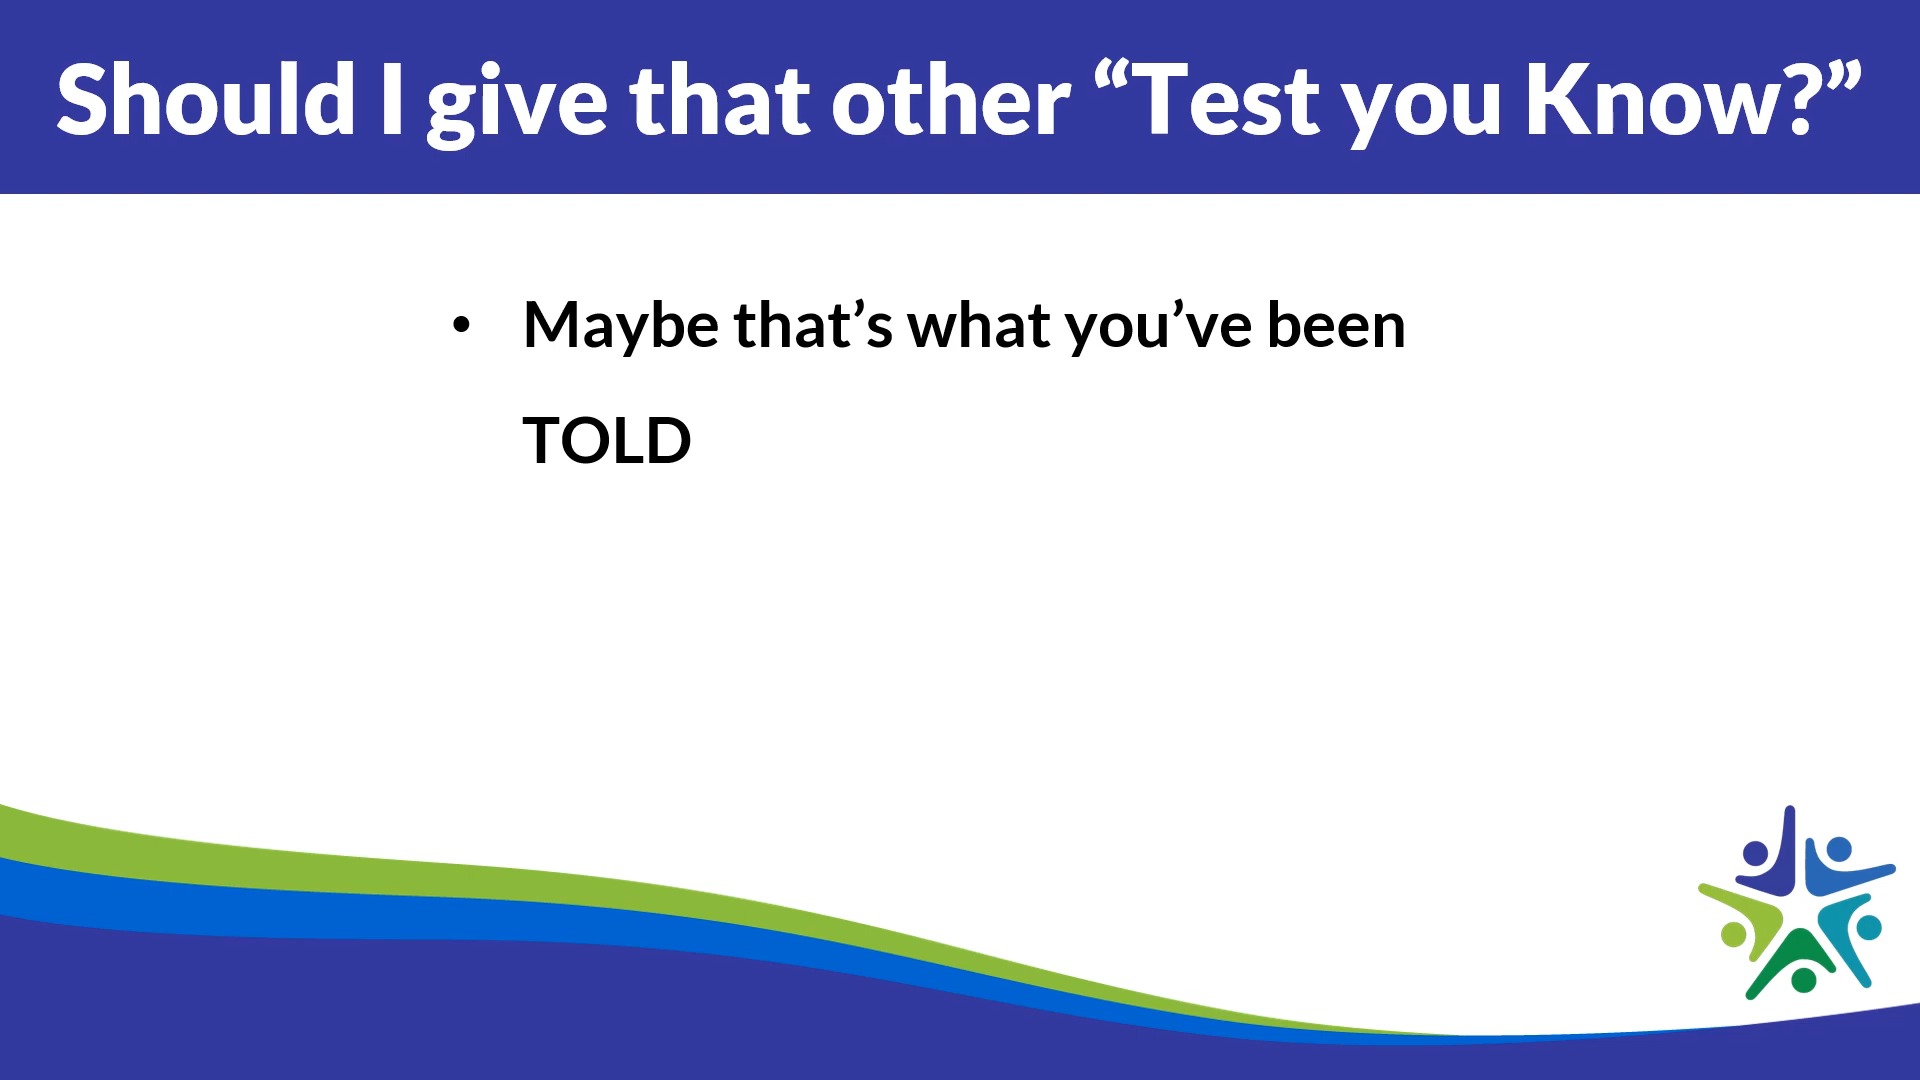 Should I give that other “Test you Know?”
• Maybe that’s what you’ve been
TOLD